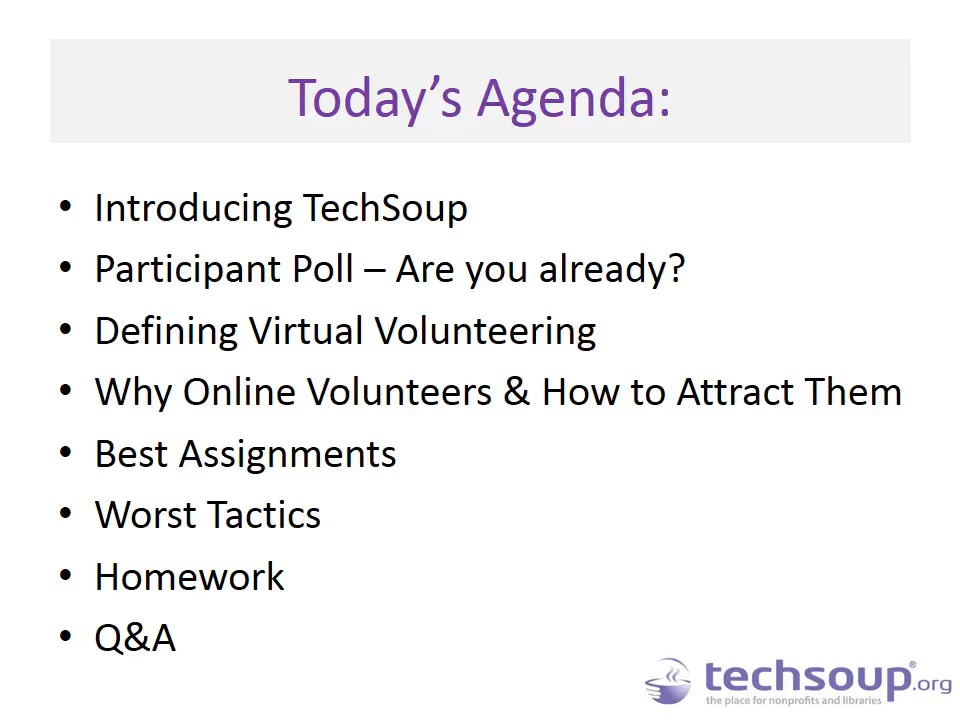 Today’s Agenda:
• Introducing TechSoup
• Participant Poll – Are you already?
• Defining Virtual Volunteering
• Why Online Volunteers & How to Attract Them
• Best Assignments
• Worst Tactics
• Homework
• Q&A
techsoup®.org
the place for nonprofits and libraries